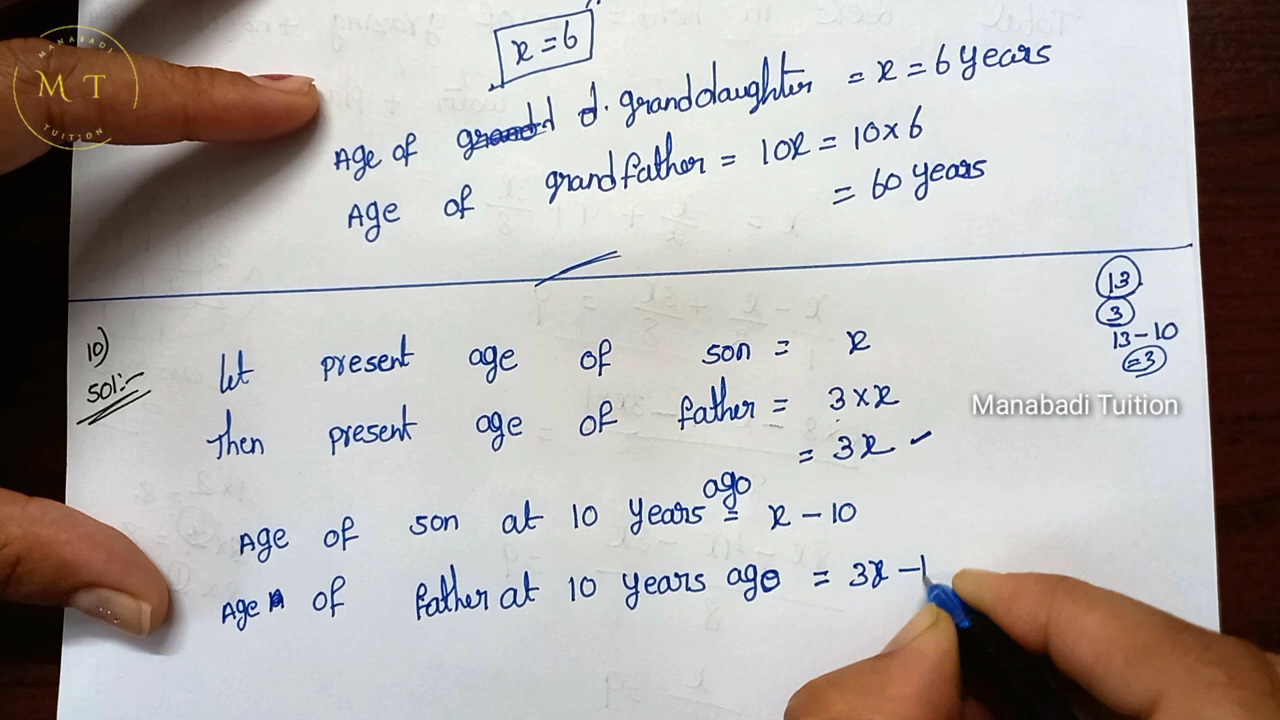 MANABADI
M T
TUITION
x = 6
Age of d. granddaughter = x = 6 years
Age of grandfather = 10x = 10 × 6
= 60 years
10)
Sol:-
Let present age of son = x
Then present age of father = 3 × x
= 3x
Age of son at 10 years ago = x - 10
Age of father at 10 years ago = 3x - 1
13
3
13 - 10
= 3
Manabadi Tuition